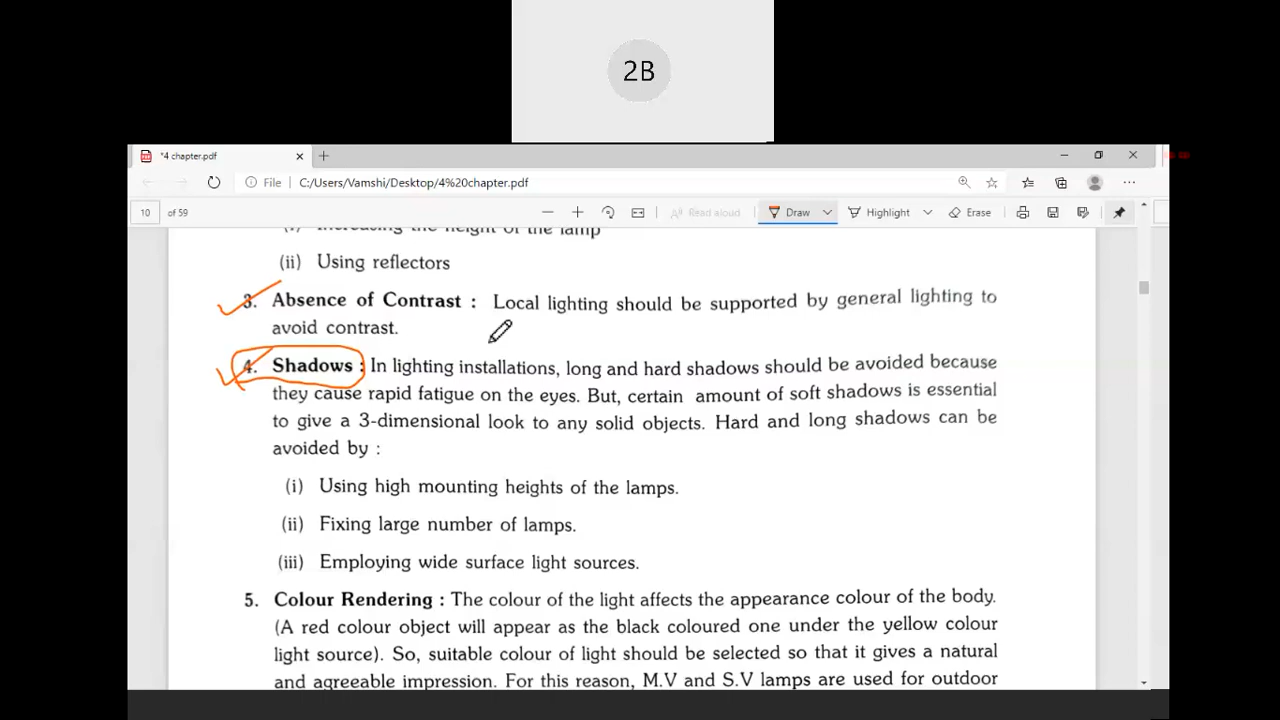 2B
*4 chapter.pdf
File C:/Users/Vamshi/Desktop/4%20chapter.pdf
10 of 59 Read aloud Draw Highlight Erase
(i) Increasing the height of the lamp
(ii) Using reflectors
3. Absence of Contrast : Local lighting should be supported by general lighting to
avoid contrast.
4. Shadows : In lighting installations, long and hard shadows should be avoided because
they cause rapid fatigue on the eyes. But, certain amount of soft shadows is essential
to give a 3-dimensional look to any solid objects. Hard and long shadows can be
avoided by :
(i) Using high mounting heights of the lamps.
(ii) Fixing large number of lamps.
(iii) Employing wide surface light sources.
5. Colour Rendering : The colour of the light affects the appearance colour of the body.
(A red colour object will appear as the black coloured one under the yellow colour
light source). So, suitable colour of light should be selected so that it gives a natural
and agreeable impression. For this reason, M.V and S.V lamps are used for outdoor